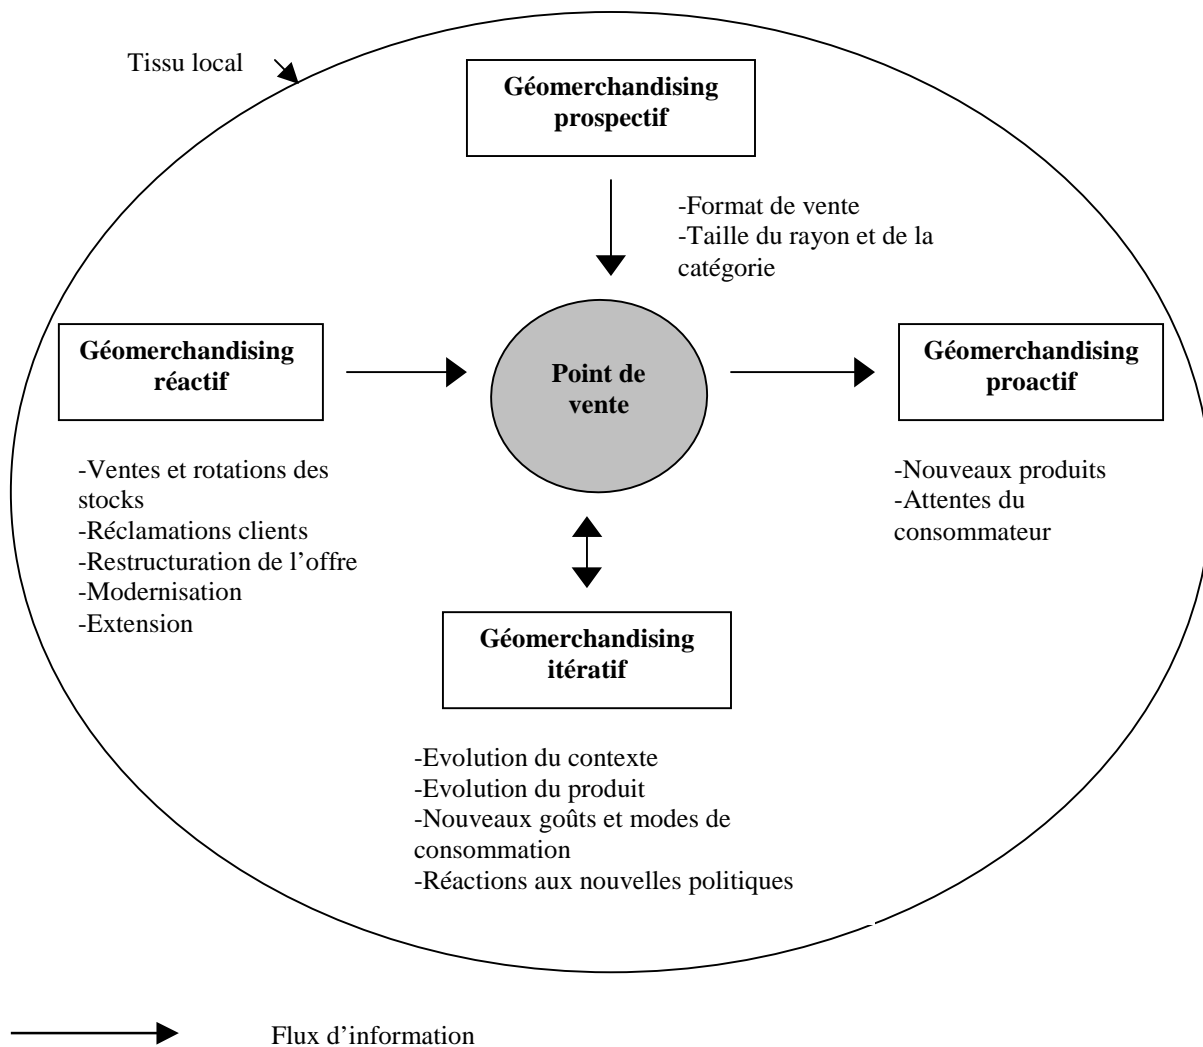 Tissu local
Géomerchandising
prospectif
-Format de vente
-Taille du rayon et de la
catégorie
Géomerchandising
réactif
Point de
vente
Géomerchandising
proactif
-Ventes et rotations des
stocks
-Réclamations clients
-Restructuration de l’offre
-Modernisation
-Extension
-Nouveaux produits
-Attentes du
consommateur
Géomerchandising
itératif
-Evolution du contexte
-Evolution du produit
-Nouveaux goûts et modes de
consommation
-Réactions aux nouvelles politiques
Flux d’information